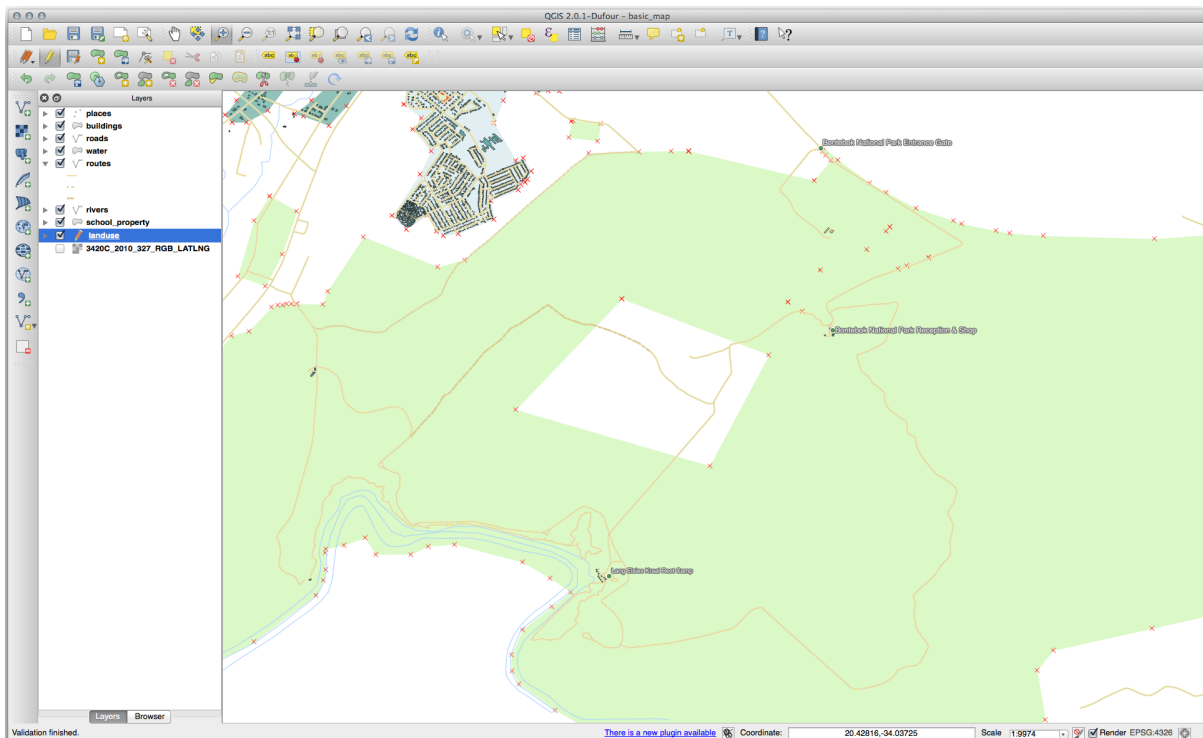 QGIS 2.0.1-Dufour - basic_map
Layers
places
buildings
roads
water
routes
rivers
school_property
landuse
3420C_2010_327_RGB_LATLNG
Bontebok National Park Entrance Gate
Bontebok National Park Reception & Shop
Lang Elsies Kraal Rest Camp
Layers Browser
Validation finished. There is a new plugin available Coordinate: 20.42816,-34.03725 Scale 1:9974 Render EPSG:4326